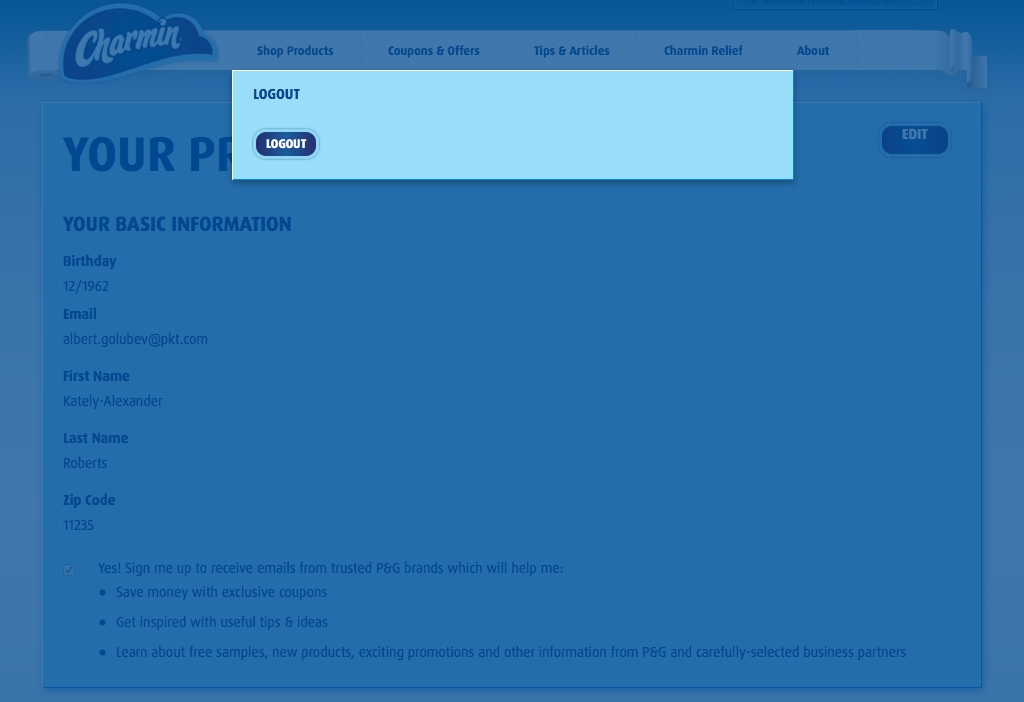 Charmin
Shop Products
Coupons & Offers
Tips & Articles
Charmin Relief
About
LOGOUT
LOGOUT
EDIT
YOUR
YOUR BASIC INFORMATION
Birthday
12/1962
Email
albert.golubev@pkt.com
First Name
Kately-Alexander
Last Name
Roberts
Zip Code
11235
Yes! Sign me up to receive emails from trusted P&G brands which will help me:
• Save money with exclusive coupons
• Get inspired with useful tips & ideas
• Learn about free samples, new products, exciting promotions and other information from P&G and carefully-selected business partners